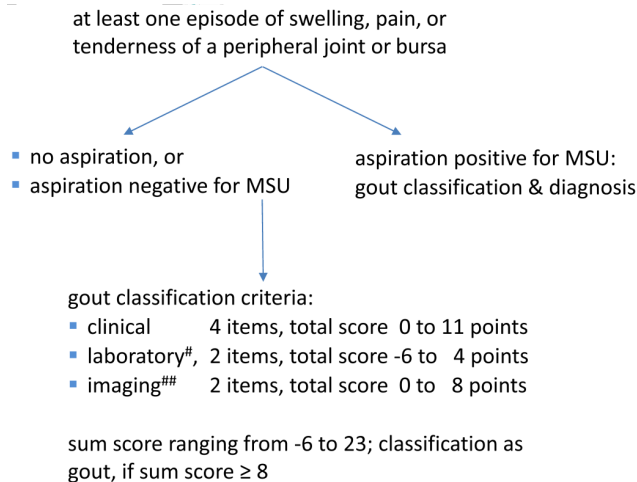 at least one episode of swelling, pain, or
tenderness of a peripheral joint or bursa
▪ no aspiration, or
▪ aspiration negative for MSU
aspiration positive for MSU:
gout classification & diagnosis
gout classification criteria:
▪ clinical 4 items, total score 0 to 11 points
▪ laboratory#, 2 items, total score -6 to 4 points
▪ imaging## 2 items, total score 0 to 8 points
sum score ranging from -6 to 23; classification as
gout, if sum score ≥ 8